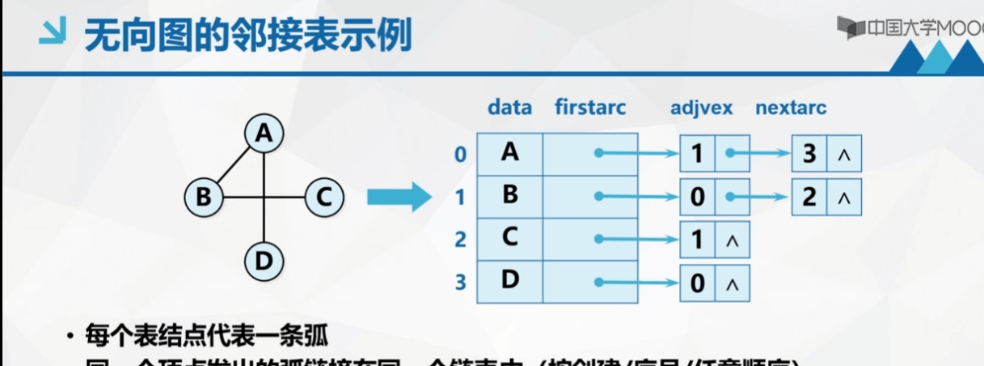 无向图的邻接表示例
中国大学MOO
data firstarc adjvex nextarc
A
B
C
D
0 A 1 3 ∧
1 B 0 2 ∧
2 C 1 ∧
3 D 0 ∧
• 每个表结点代表一条弧